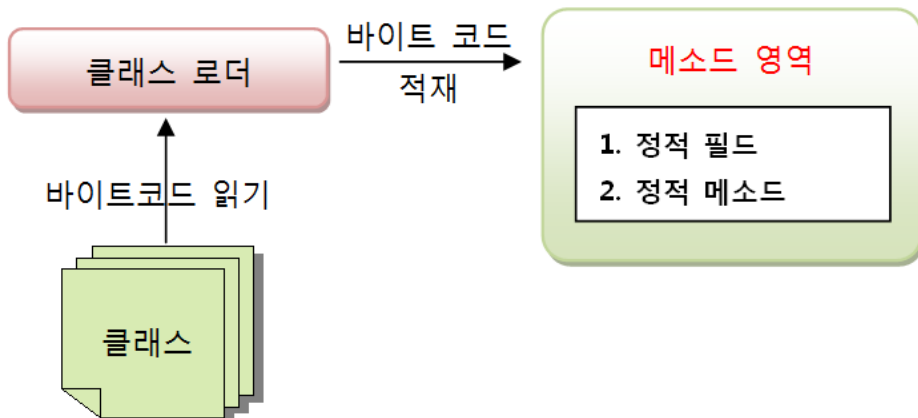 클래스 로더
바이트 코드
적재
메소드 영역
1. 정적 필드
2. 정적 메소드
바이트코드 읽기
클래스